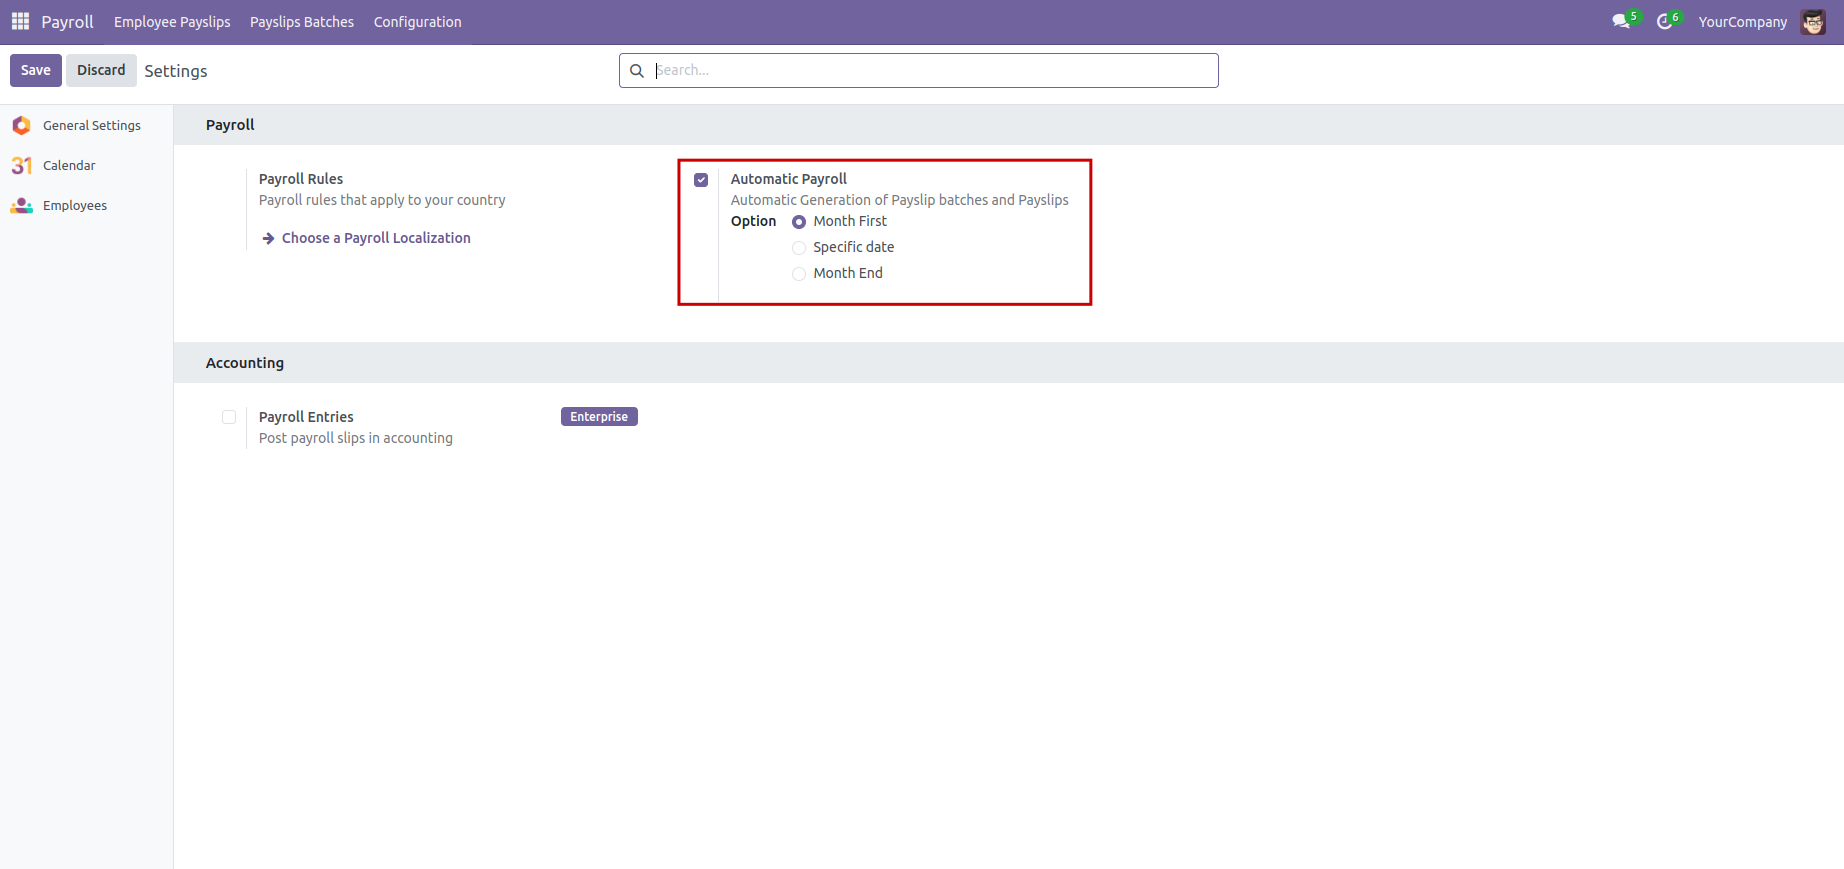 Payroll Employee Payslips Payslips Batches Configuration 5 6 YourCompany
Save Discard Settings Search...
General Settings
31 Calendar
Employees
Payroll
Payroll Rules
Payroll rules that apply to your country
Choose a Payroll Localization
Automatic Payroll
Automatic Generation of Payslip batches and Payslips
Option Month First
Specific date
Month End
Accounting
Payroll Entries Enterprise
Post payroll slips in accounting